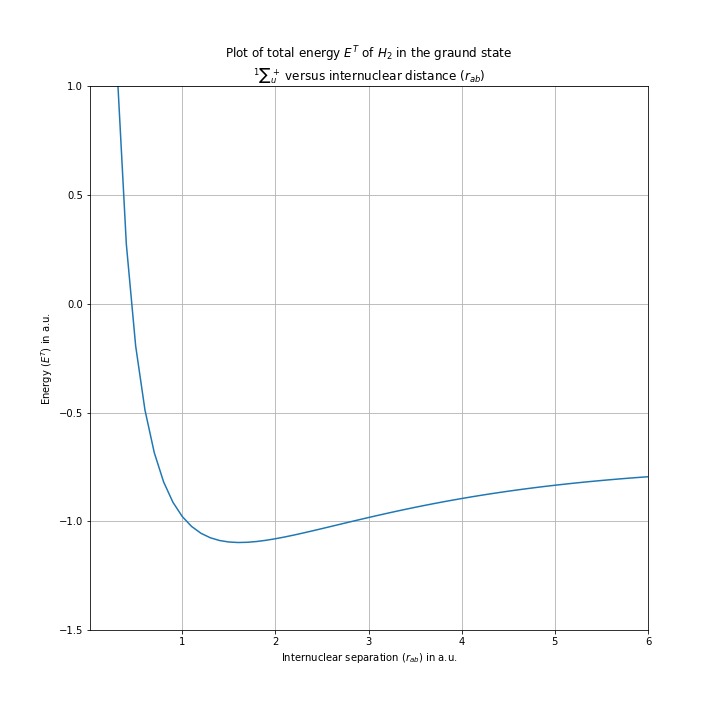 Plot of total energy $E^T$ of $H_2$ in the graund state
$^1\sum_u^+$ versus internuclear distance ($r_{ab}$)
1.0
0.5
0.0
−0.5
−1.0
−1.5
Energy ($E^T$) in a.u.
1 2 3 4 5 6
Internuclear separation ($r_{ab}$) in a.u.